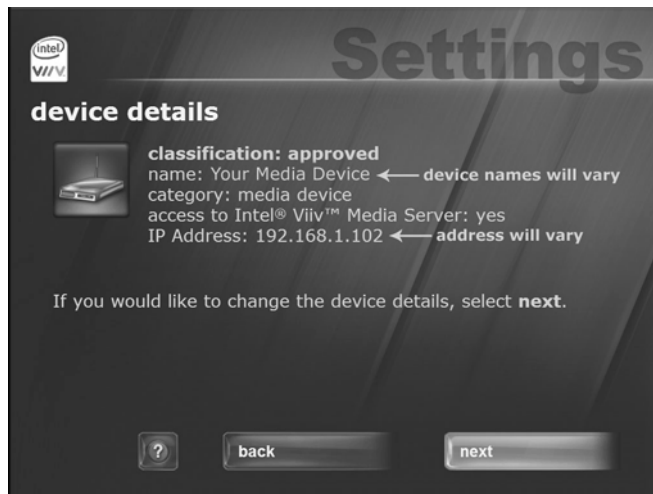 intel
VIIV
Settings
device details
classification: approved
name: Your Media Device device names will vary
category: media device
access to Intel® Viiv™ Media Server: yes
IP Address: 192.168.1.102 address will vary
If you would like to change the device details, select next.
?
back
next